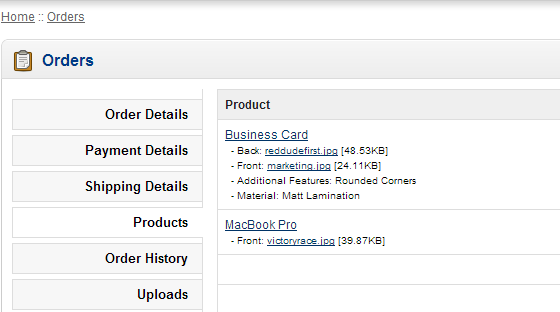 Home :: Orders
Orders
Order Details
Payment Details
Shipping Details
Products
Order History
Uploads
Product
Business Card
- Back: reddudefirst.jpg [48.53KB]
- Front: marketing.jpg [24.11KB]
- Additional Features: Rounded Corners
- Material: Matt Lamination
MacBook Pro
- Front: victoryrace.jpg [39.87KB]